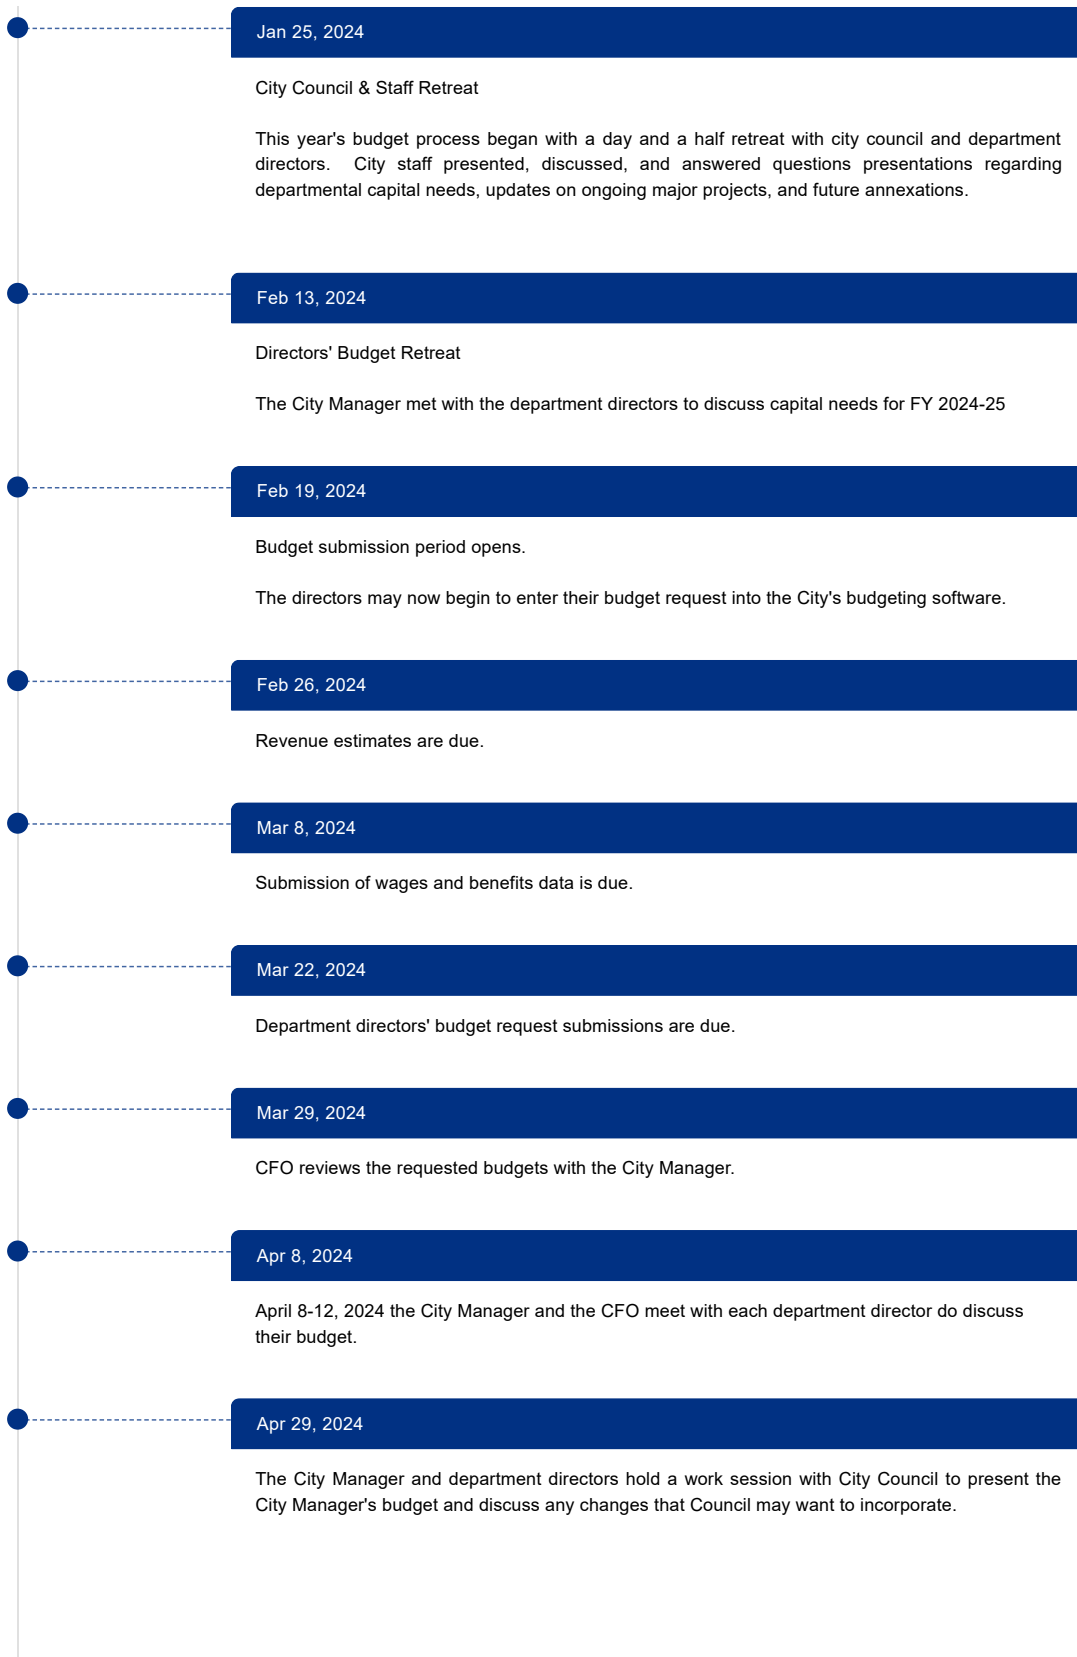 Jan 25, 2024
City Council & Staff Retreat
This year's budget process began with a day and a half retreat with city council and department
directors. City staff presented, discussed, and answered questions presentations regarding
departmental capital needs, updates on ongoing major projects, and future annexations.
Feb 13, 2024
Directors' Budget Retreat
The City Manager met with the department directors to discuss capital needs for FY 2024-25
Feb 19, 2024
Budget submission period opens.
The directors may now begin to enter their budget request into the City's budgeting software.
Feb 26, 2024
Revenue estimates are due.
Mar 8, 2024
Submission of wages and benefits data is due.
Mar 22, 2024
Department directors' budget request submissions are due.
Mar 29, 2024
CFO reviews the requested budgets with the City Manager.
Apr 8, 2024
April 8-12, 2024 the City Manager and the CFO meet with each department director do discuss
their budget.
Apr 29, 2024
The City Manager and department directors hold a work session with City Council to present the
City Manager's budget and discuss any changes that Council may want to incorporate.